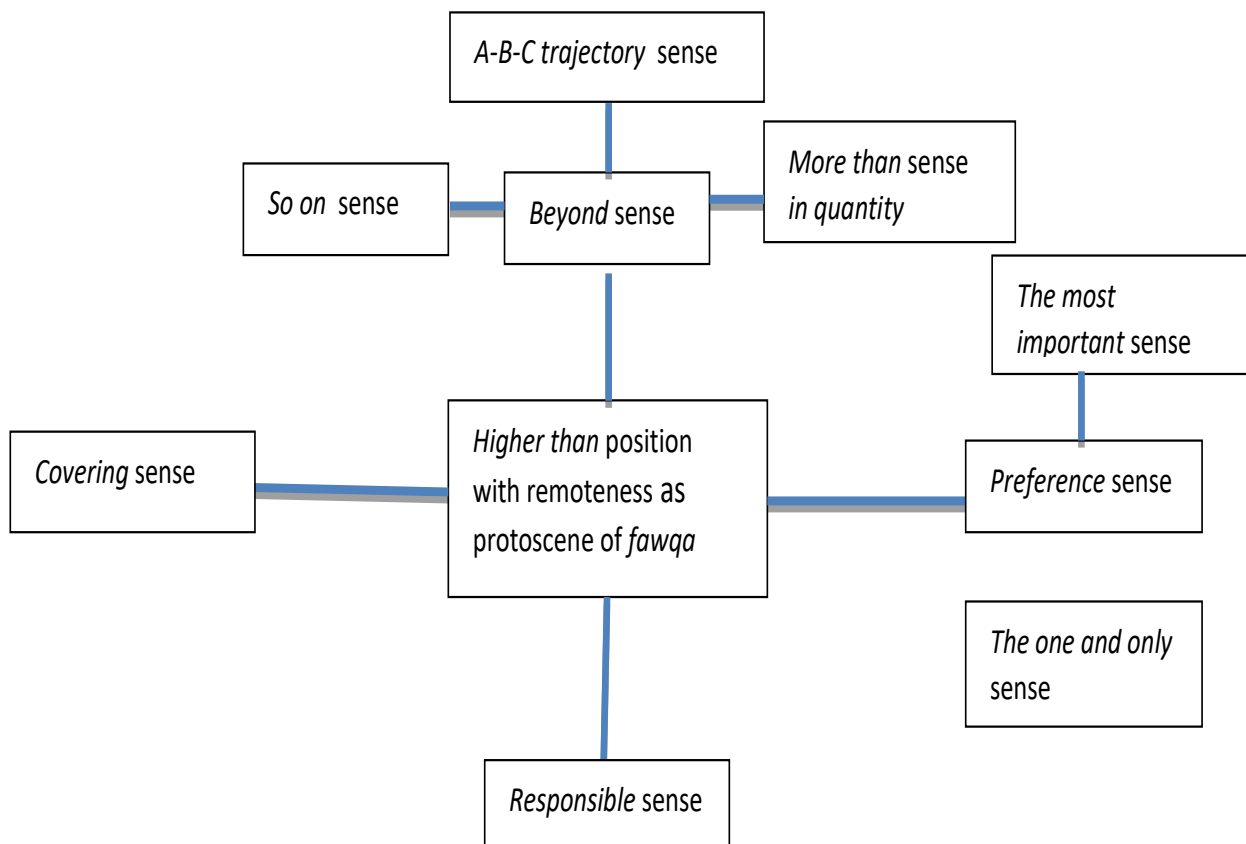 A-B-C trajectory sense
So on sense
Beyond sense
More than sense
in quantity
The most
important sense
Covering sense
Higher than position
with remoteness as
protoscene of fawqa
Preference sense
The one and only
sense
Responsible sense